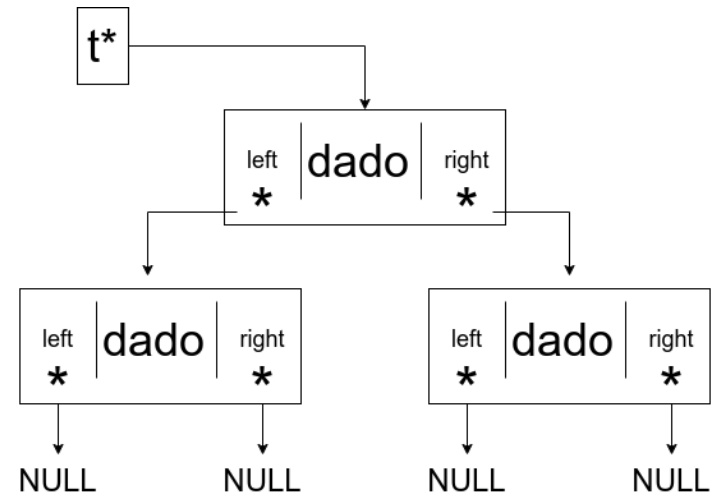 t*
left dado right
* *
left dado right left dado right
* * * *
NULL NULL NULL NULL